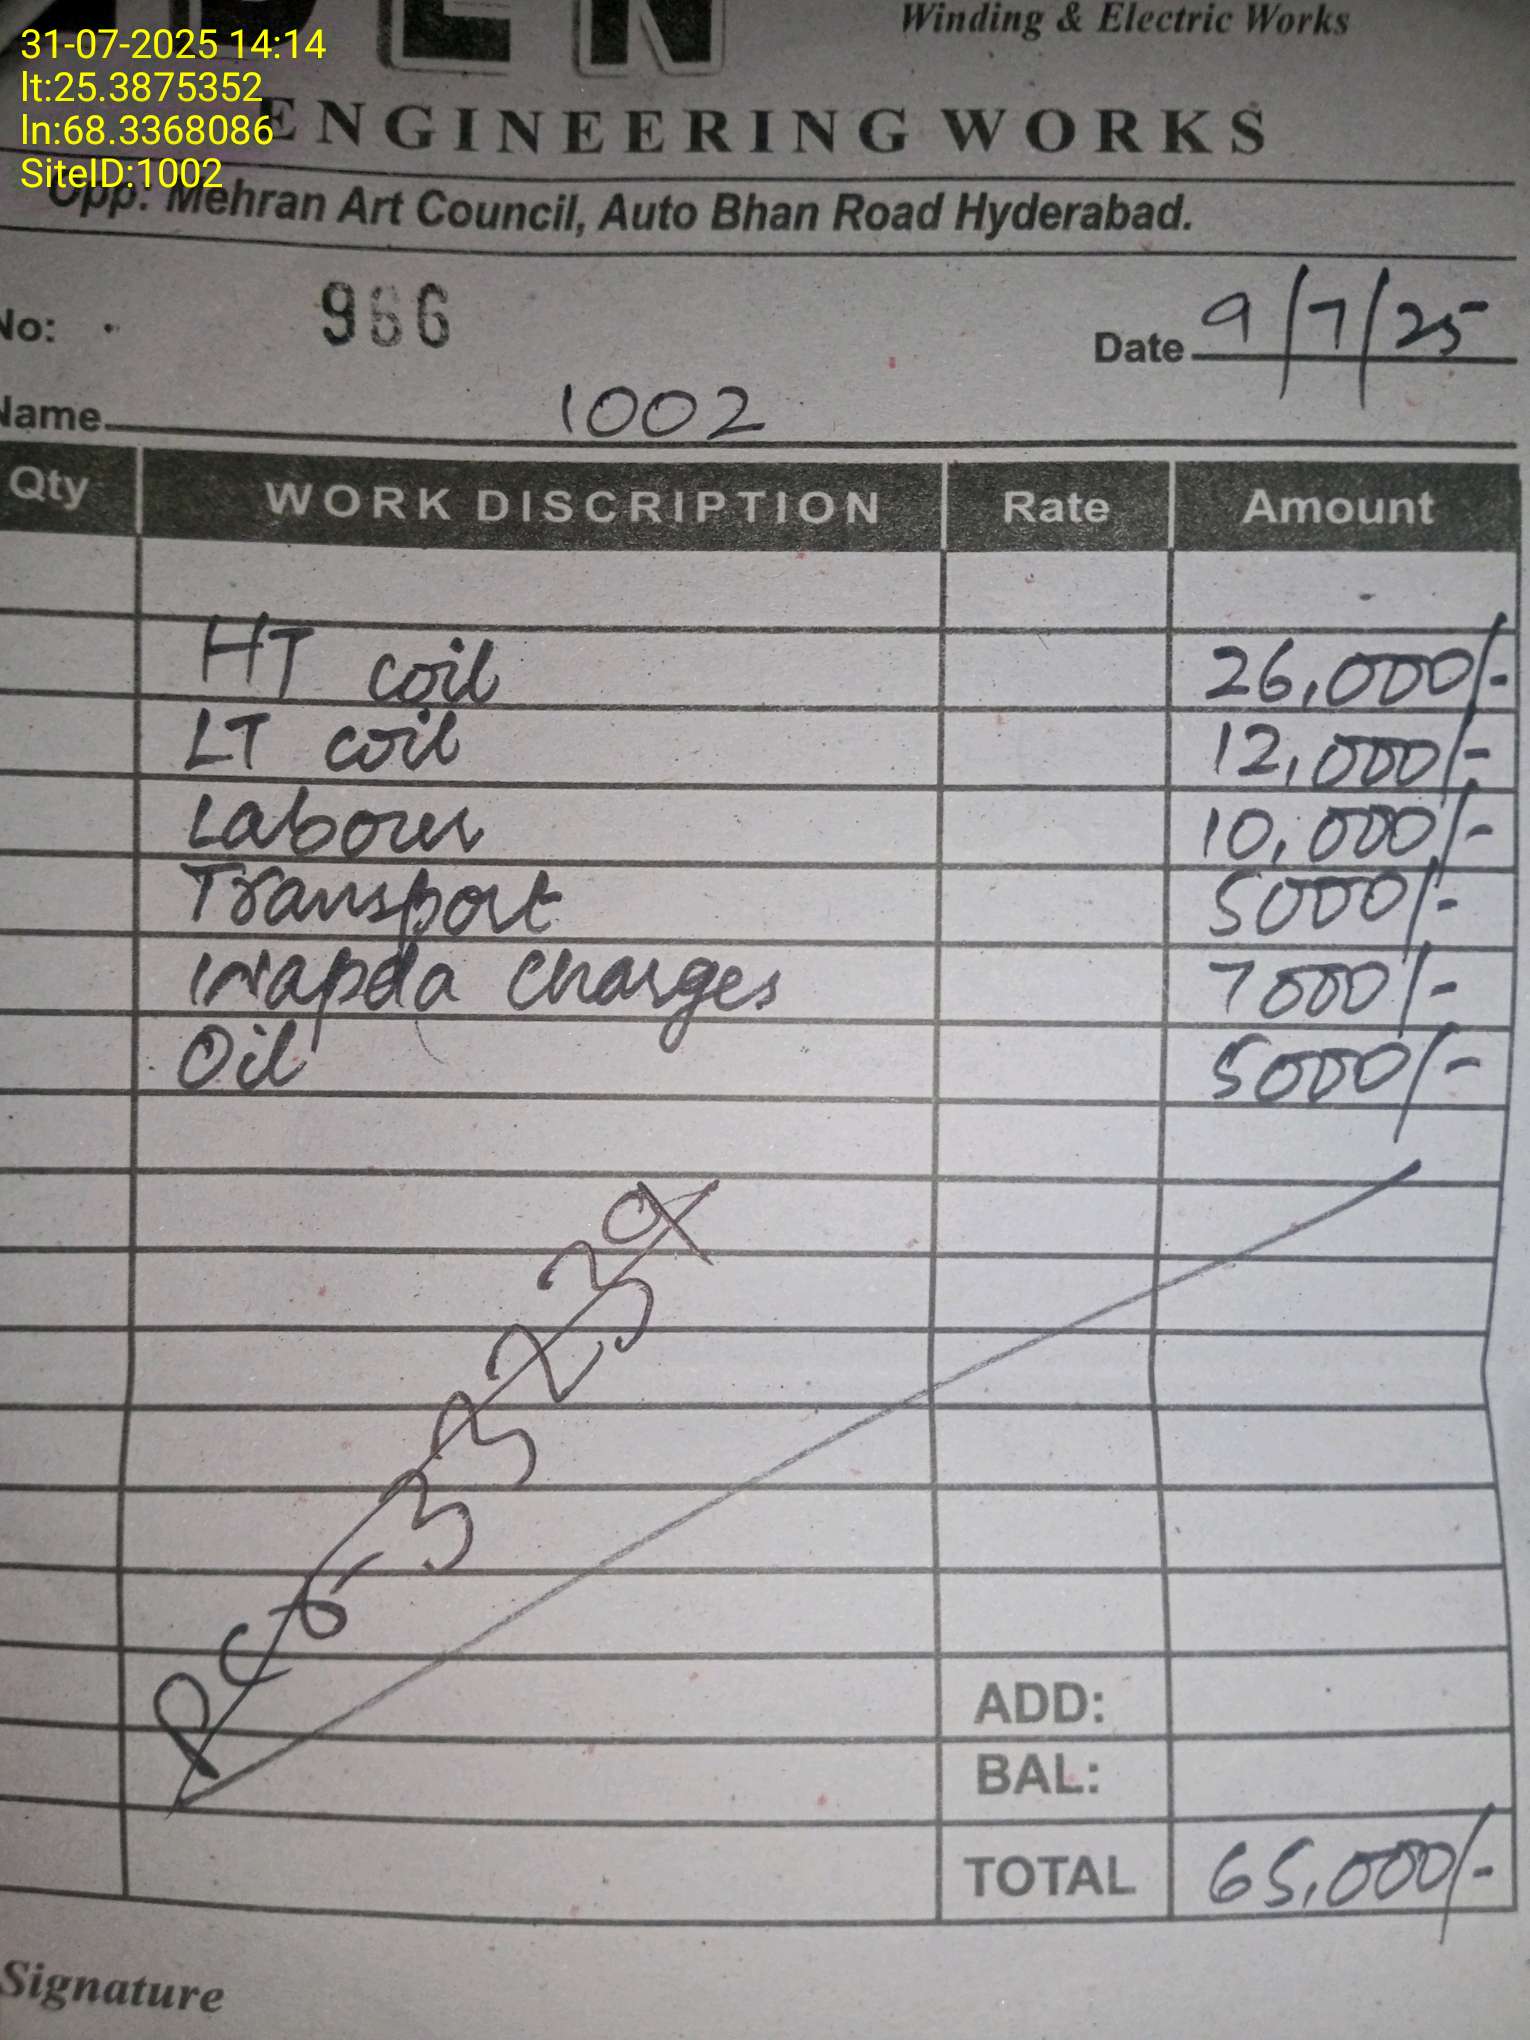 Winding & Electric Works
31-07-2025 14:14
lt:25.3875352
ln:68.3368086
SiteID:1002
ENGINEERING WORKS
Opp: Mehran Art Council, Auto Bhan Road Hyderabad.
No: 966
Date 9/7/25
Name 1002
Qty WORK DISCRIPTION Rate Amount
HT coil 26,000/-
LT coil 12,000/-
Labour 10,000/-
Transport 5000/-
Wapda charges 7000/-
Oil 5000/-
ADD:
BAL:
TOTAL 65,000/-
Signature